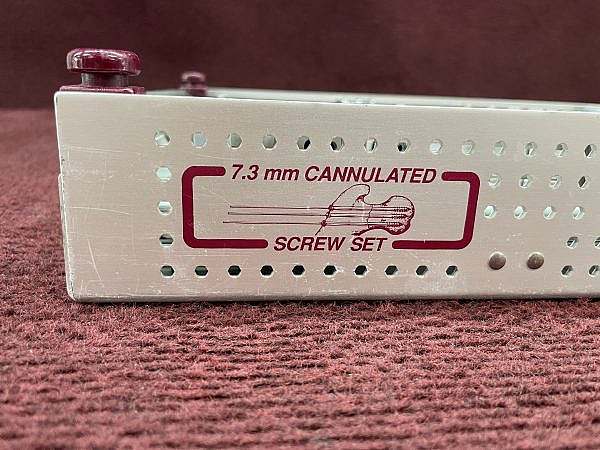 7.3 mm CANNULATED
SCREW SET